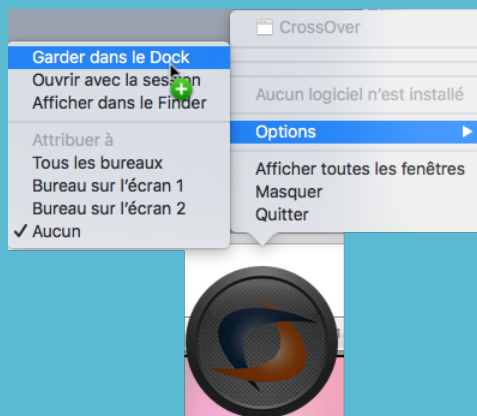 CrossOver
Aucun logiciel n'est installé
Options
Afficher toutes les fenêtres
Masquer
Quitter
Garder dans le Dock
Ouvrir avec la session
Afficher dans le Finder
Attribuer à
Tous les bureaux
Bureau sur l'écran 1
Bureau sur l'écran 2
Aucun